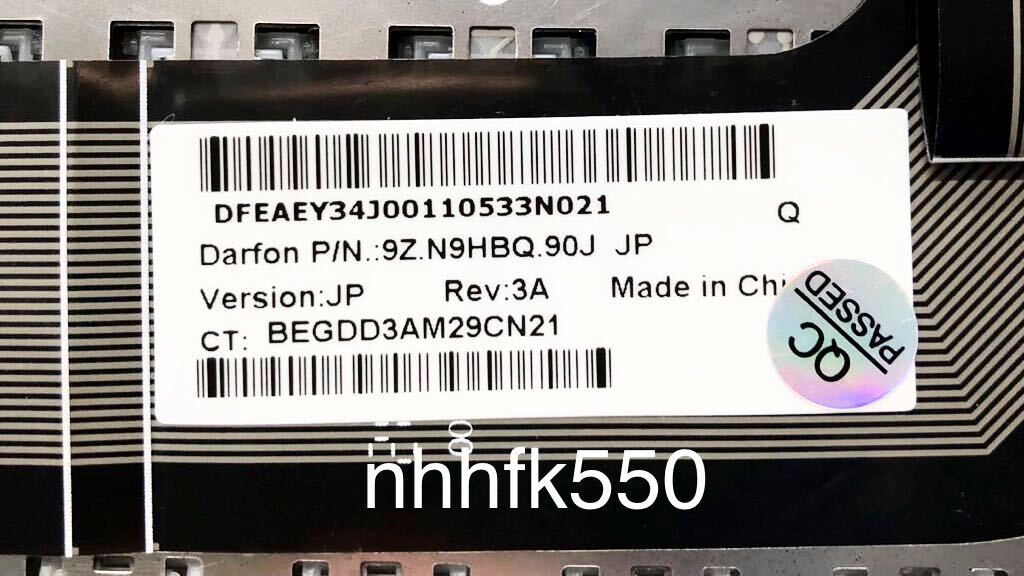 DFEAEY34J00110533N021
Q
Darfon P/N.:9Z.N9HBQ.90J JP
Version:JP Rev:3A Made in Chi
CT: BEGDD3AM29CN21
QC
PASSED
nhhfk550